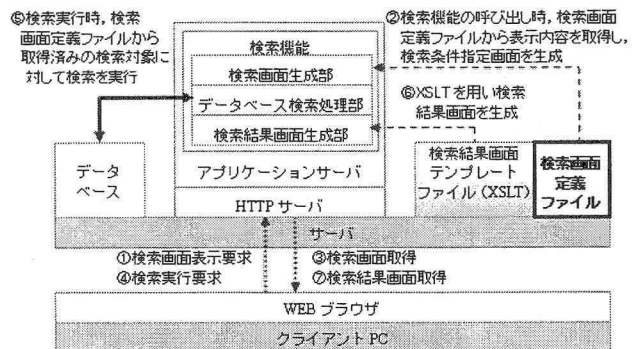 ⑤検索実行時，検索
画面定義ファイルから
取得済みの検索対象に
対して検索を実行
②検索機能の呼び出し時，検索画面
定義ファイルから表示内容を取得し，
検索条件指定画面を生成
検索機能
検索画面生成部
データベース検索処理部
検索結果画面生成部
⑥XSLTを用い検索
結果画面を生成
データ
ベース
アプリケーションサーバ
HTTP サーバ
検索結果画面
テンプレート
ファイル（XSLT）
検索画面
定義
ファイル
サーバ
①検索画面表示要求
④検索実行要求
③検索画面取得
⑦検索結果画面取得
WEB ブラウザ
クライアント PC